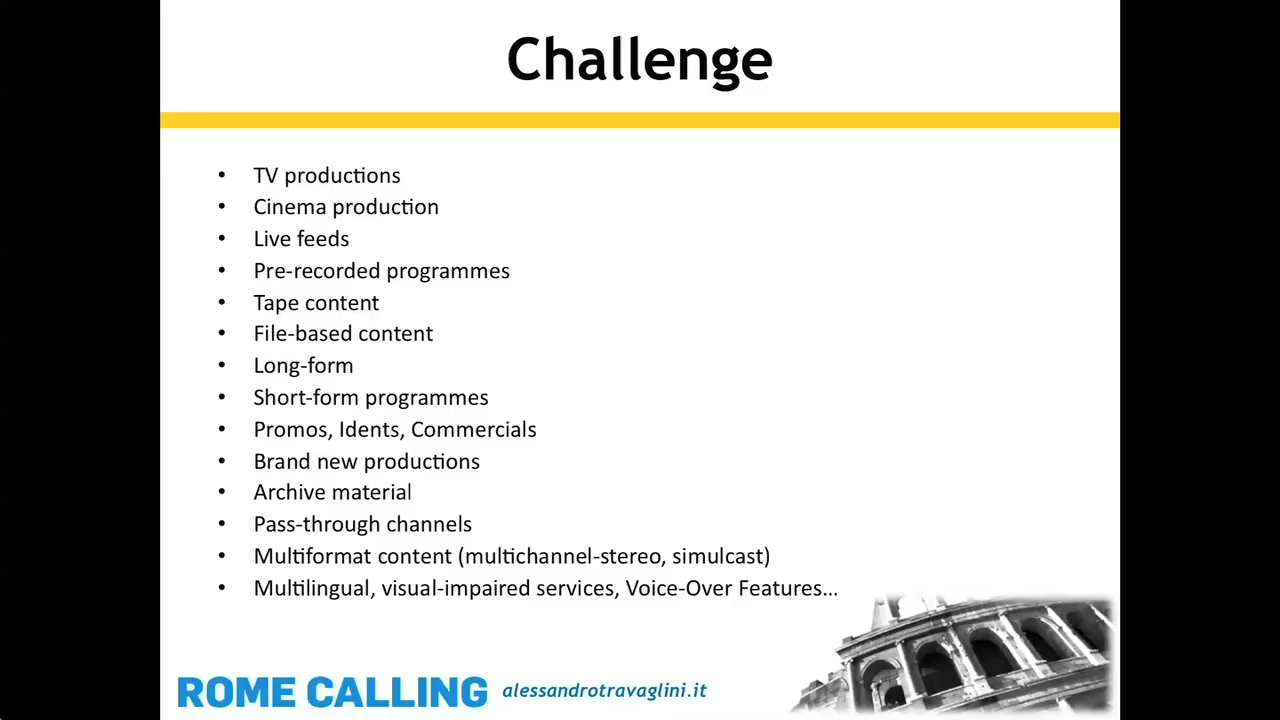 Challenge
• TV productions
• Cinema production
• Live feeds
• Pre-recorded programmes
• Tape content
• File-based content
• Long-form
• Short-form programmes
• Promos, Idents, Commercials
• Brand new productions
• Archive material
• Pass-through channels
• Multiformat content (multichannel-stereo, simulcast)
• Multilingual, visual-impaired services, Voice-Over Features…
ROME CALLING alessandrotravaglini.it